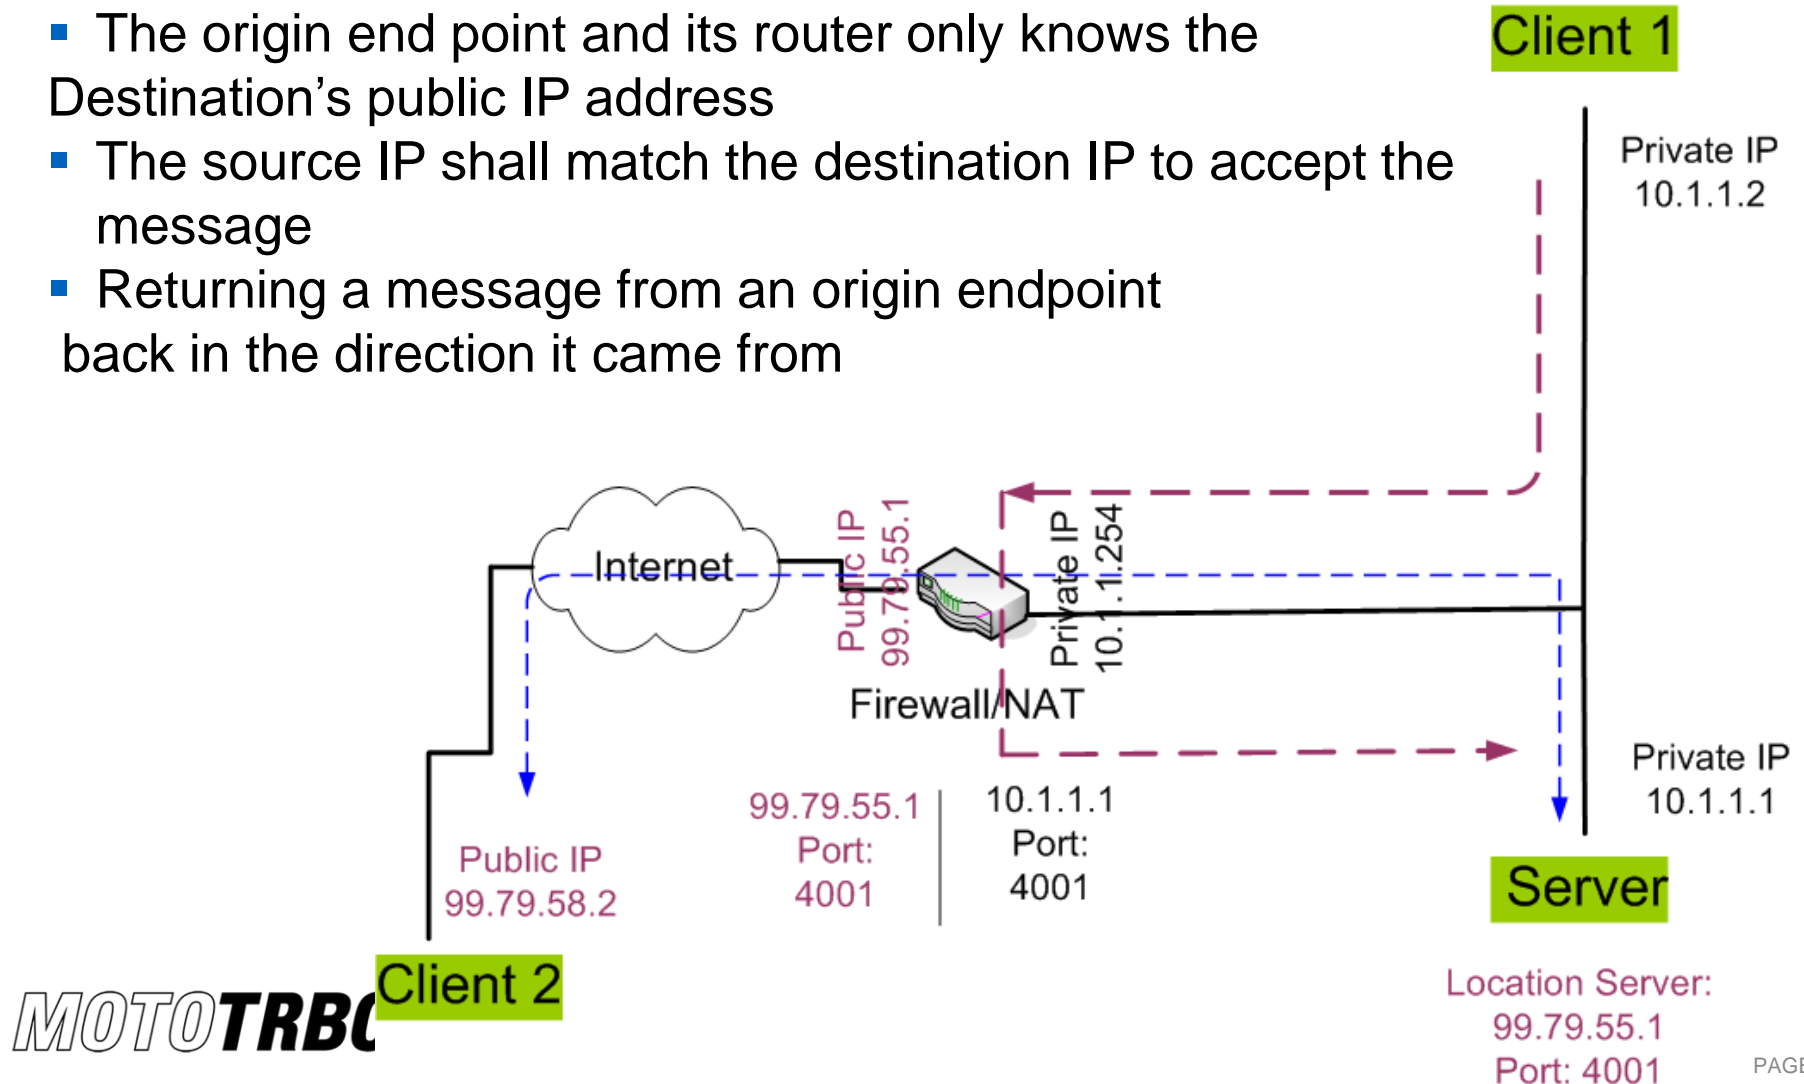 ▪ The origin end point and its router only knows the
Destination’s public IP address
▪ The source IP shall match the destination IP to accept the
message
▪ Returning a message from an origin endpoint
back in the direction it came from
Client 1
Private IP
10.1.1.2
Internet
Public IP
99.79.55.1
Private IP
10.1.1.254
Firewall/NAT
Private IP
10.1.1.1
99.79.55.1
Port:
4001
10.1.1.1
Port:
4001
Public IP
99.79.58.2
Server
Client 2
MOTOTRBO
Location Server:
99.79.55.1
Port: 4001
PAGE